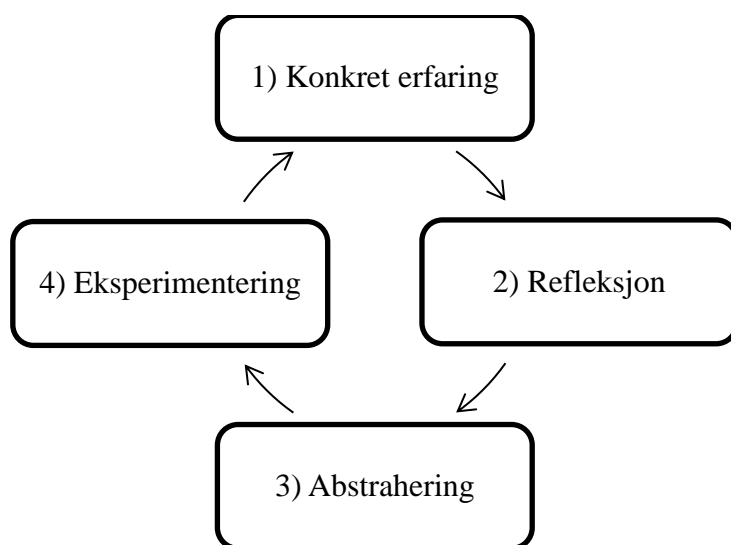 1) Konkret erfaring
2) Refleksjon
3) Abstrahering
4) Eksperimentering